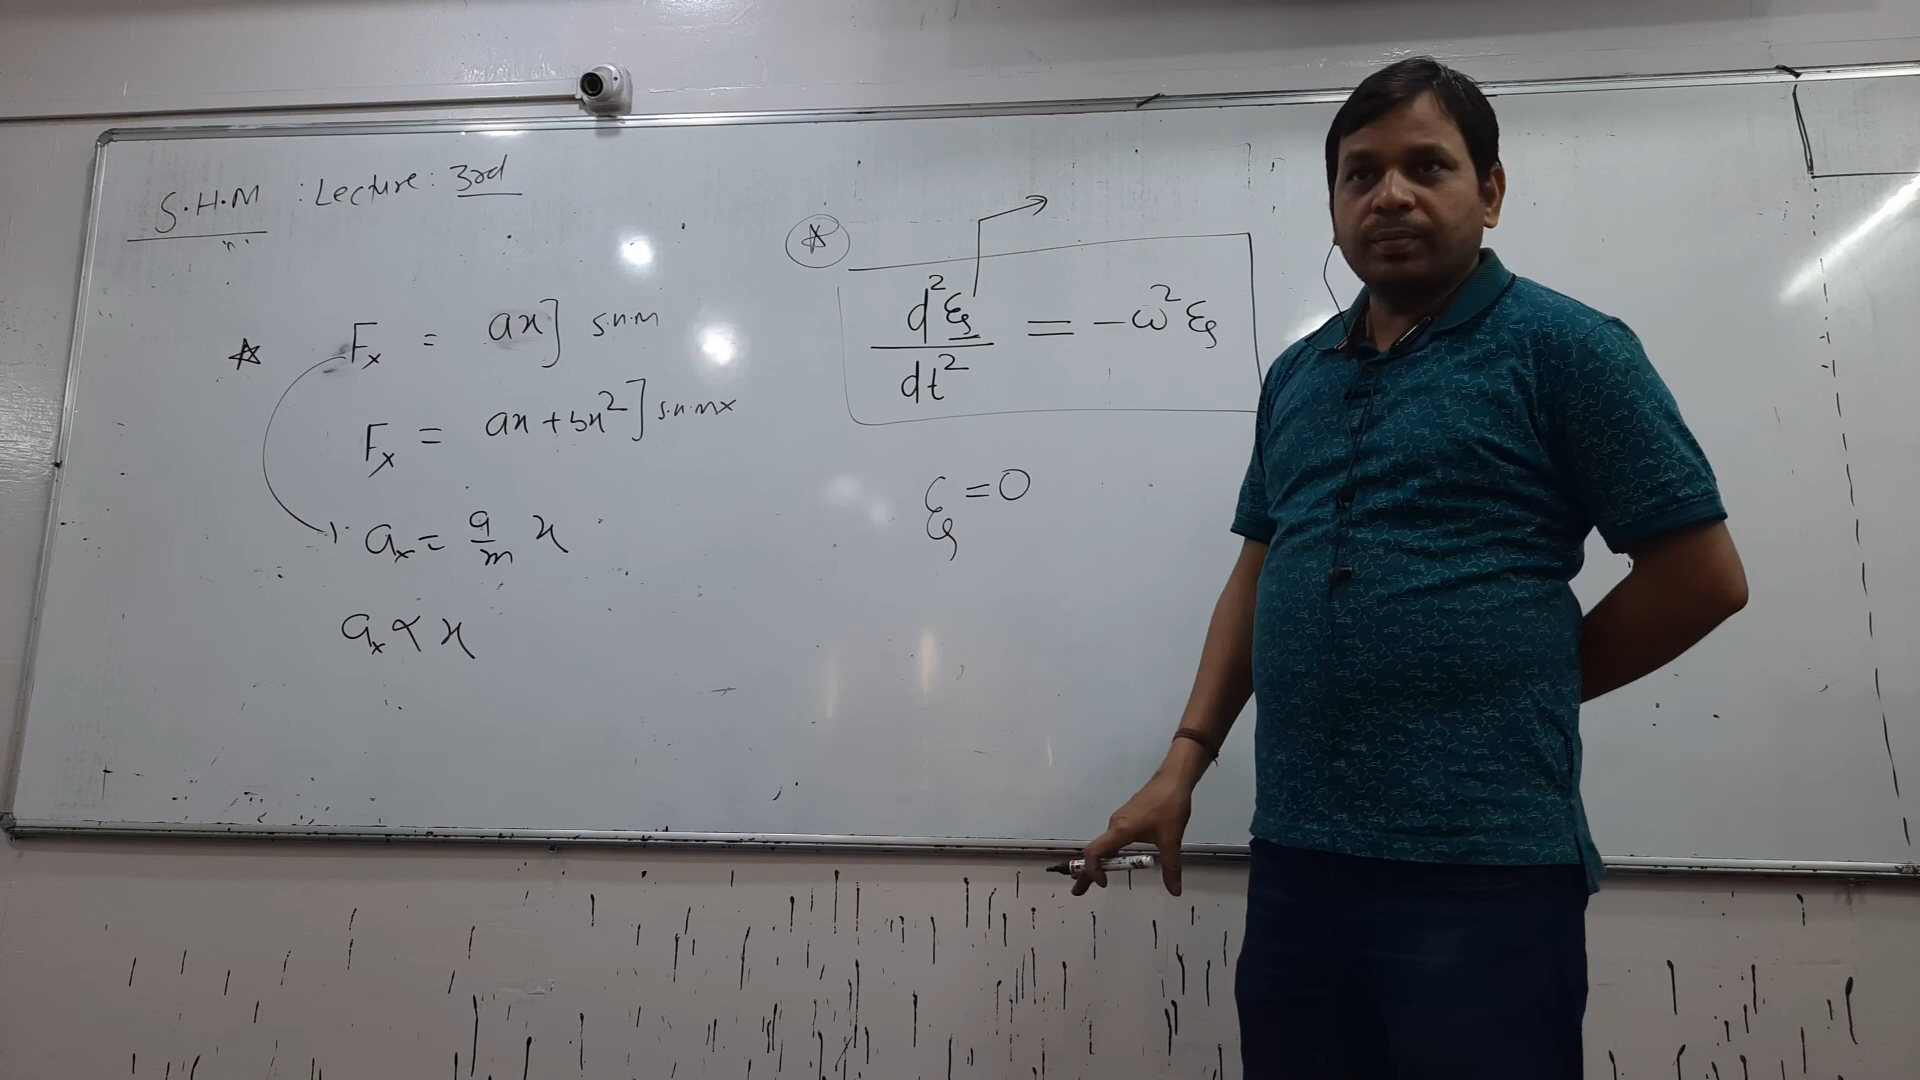 S.H.M : Lecture : 3rd
☆ Fₓ = ax] S.H.M
Fₓ = ax + bx²] S.H.M x
aₓ = a/m x
aₓ ∝ x
☆
d²ξ/dt² = -ω²ξ
ξ = 0